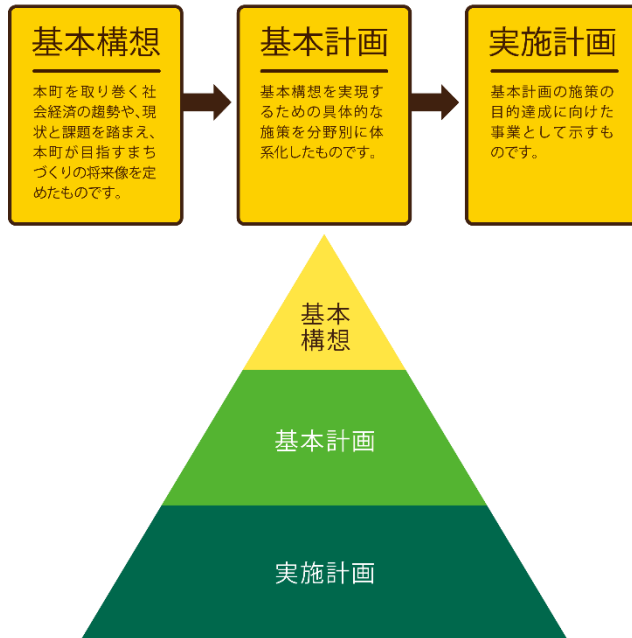 基本構想
本町を取り巻く社
会経済の趨勢や、現
状と課題を踏まえ、
本町が目指すまち
づくりの将来像を定
めたものです。
基本計画
基本構想を実現す
るための具体的な
施策を分野別に体
系化したものです。
実施計画
基本計画の施策の
目的達成に向けた
事業として示すも
のです。
基本
構想
基本計画
実施計画